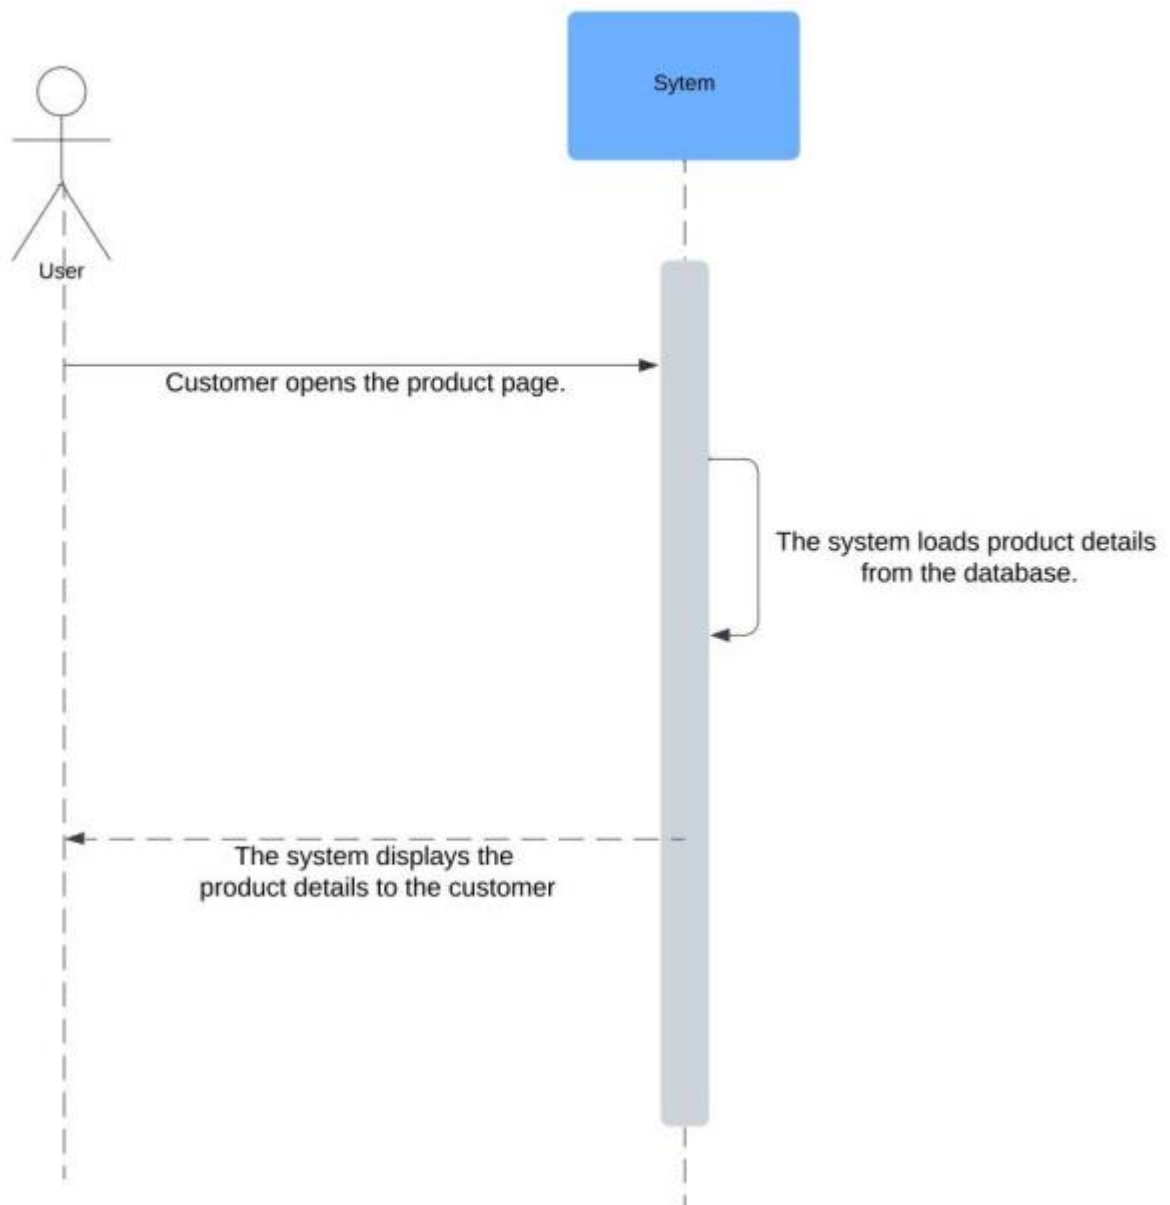 Sytem
User
Customer opens the product page.
The system loads product details
from the database.
The system displays the
product details to the customer